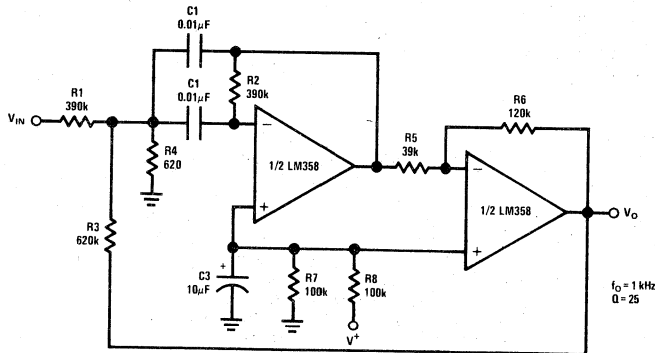 C1
0.01μF
R1
390k
C1
0.01μF
R2
390k
R6
120k
VIN
R5
39k
R4
620
1/2 LM358
1/2 LM358
VO
R3
620k
C3
10μF
R7
100k
R8
100k
fO = 1 kHz
Q = 25
V+
−
+
−
+
+